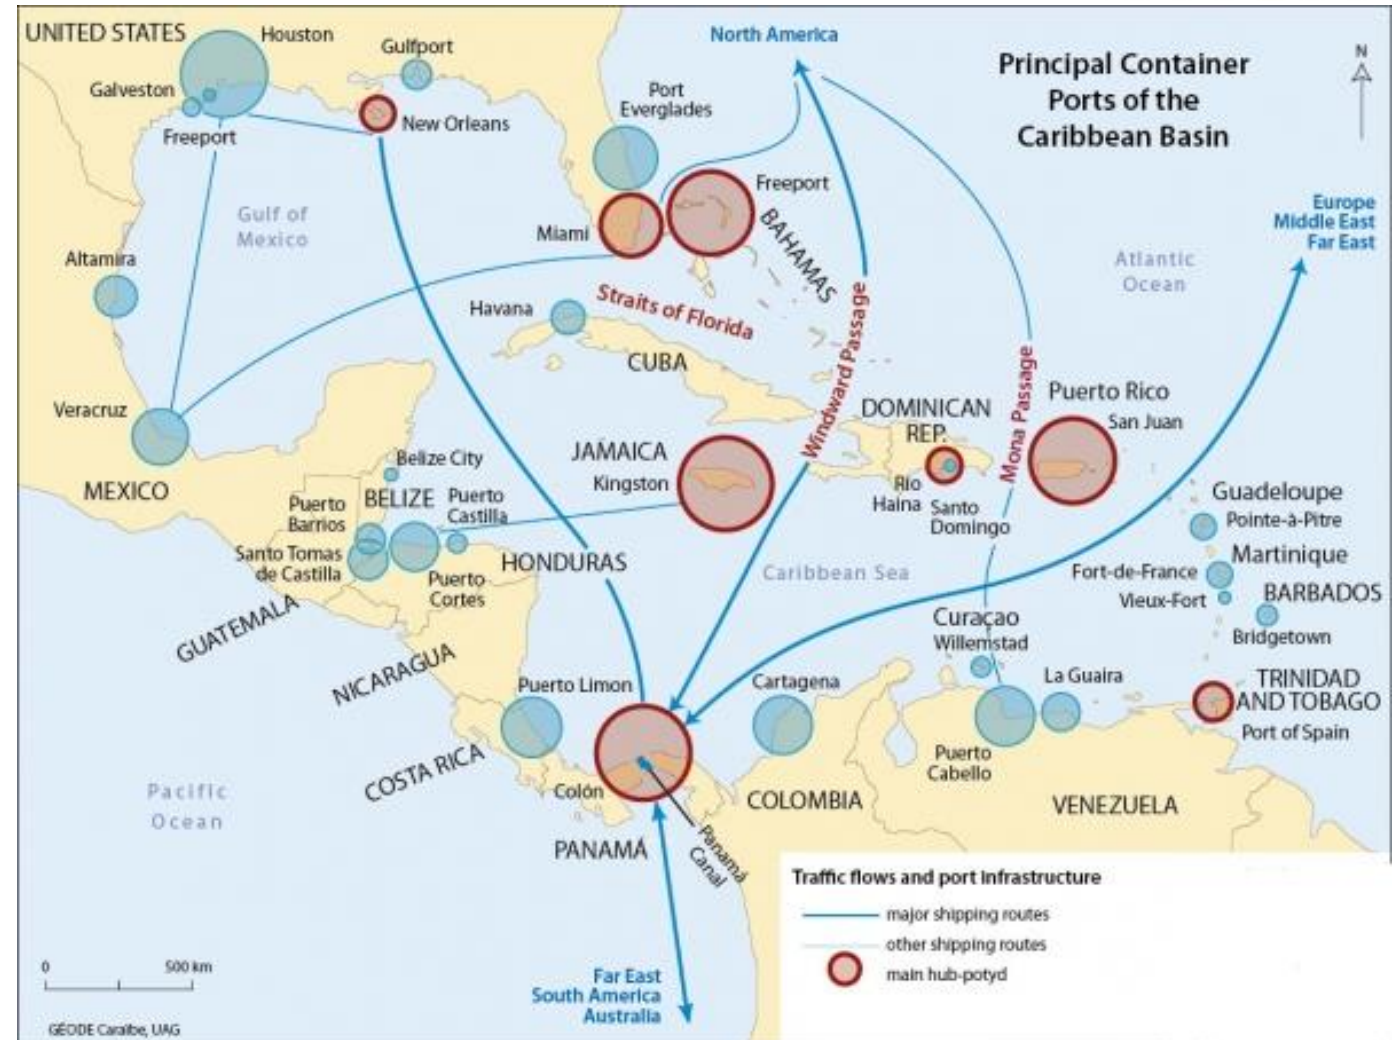 UNITED STATES
Houston
Gulfport
North America
Principal Container
Ports of the
Caribbean Basin
N
Galveston
Freeport
New Orleans
Port
Everglades
Freeport
BAHAMAS
Miami
Gulf of
Mexico
Europe
Middle East
Far East
Atlantic
Ocean
Altamira
Havana
Straits of Florida
CUBA
Windward Passage
Mona Passage
Veracruz
MEXICO
DOMINICAN
REP.
Puerto Rico
San Juan
JAMAICA
Kingston
Belize City
BELIZE
Puerto
Barrios
Puerto
Castilla
Santo Tomas
de Castilla
Puerto
Cortes
HONDURAS
GUATEMALA
NICARAGUA
COSTA RICA
Rio
Haina
Santo
Domingo
Caribbean Sea
Guadeloupe
Pointe-à-Pitre
Martinique
Fort-de-France
Vieux-Fort
BARBADOS
Bridgetown
Curaçao
Willemstad
La Guaira
TRINIDAD
AND TOBAGO
Port of Spain
Puerto Limon
Cartagena
Puerto
Cabello
Colón
PANAMÁ
Panamá
Canal
COLOMBIA
VENEZUELA
Pacific
Ocean
Far East
South America
Australia
Traffic flows and port infrastructure
major shipping routes
other shipping routes
main hub-potyd
0
500 km
GÉODE Caraïbe, UAG